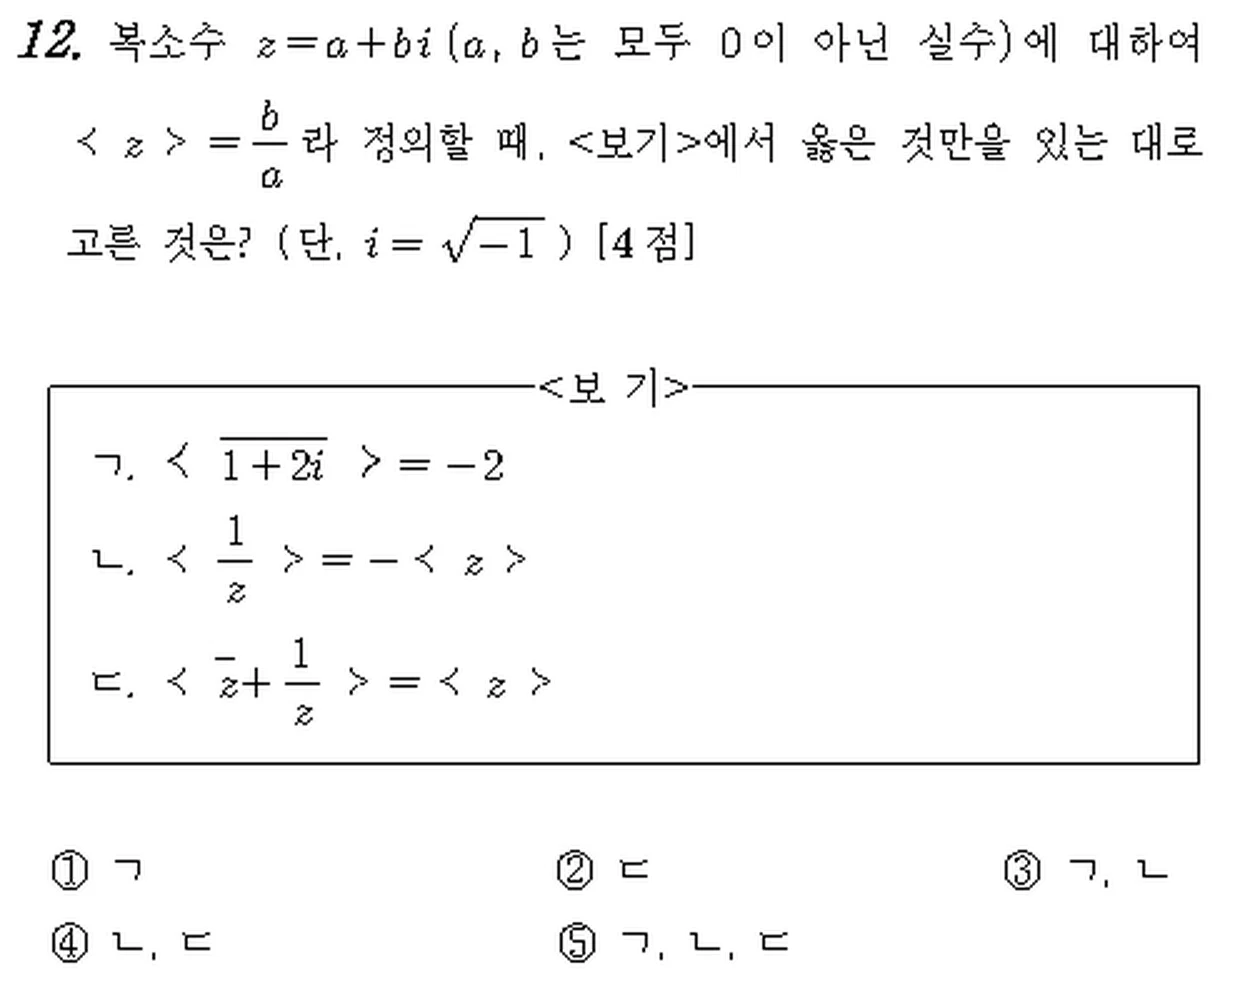 12. 복소수 z=a+bi (a, b는 모두 0이 아닌 실수)에 대하여
< z > = b/a 라 정의할 때, <보기>에서 옳은 것만을 있는 대로
고른 것은? (단, i = √-1 ) [4점]
<보 기>
ㄱ. < \overline{1+2i} > = -2
ㄴ. < 1/z > = - < z >
ㄷ. < \overline{z} + 1/z > = < z >
① ㄱ ② ㄷ ③ ㄱ, ㄴ
④ ㄴ, ㄷ ⑤ ㄱ, ㄴ, ㄷ